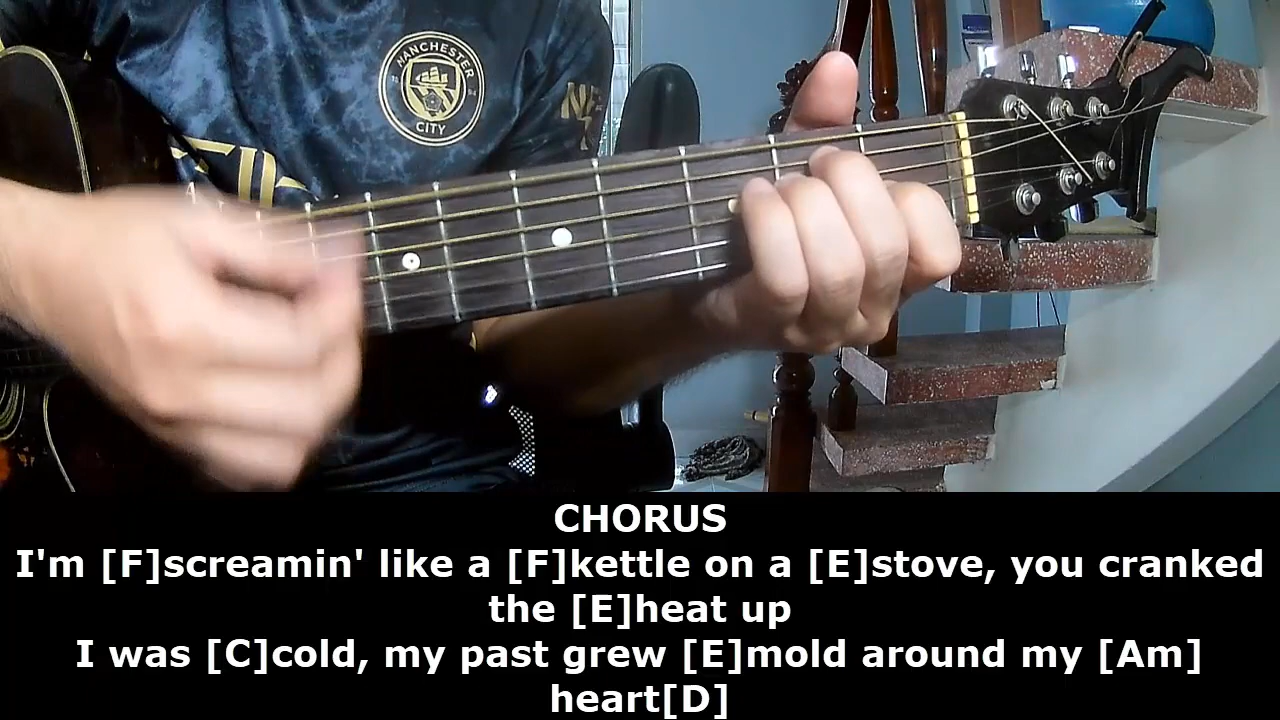 MANCHESTER
CITY
CHORUS
I'm [F]screamin' like a [F]kettle on a [E]stove, you cranked
the [E]heat up
I was [C]cold, my past grew [E]mold around my [Am]
heart[D]